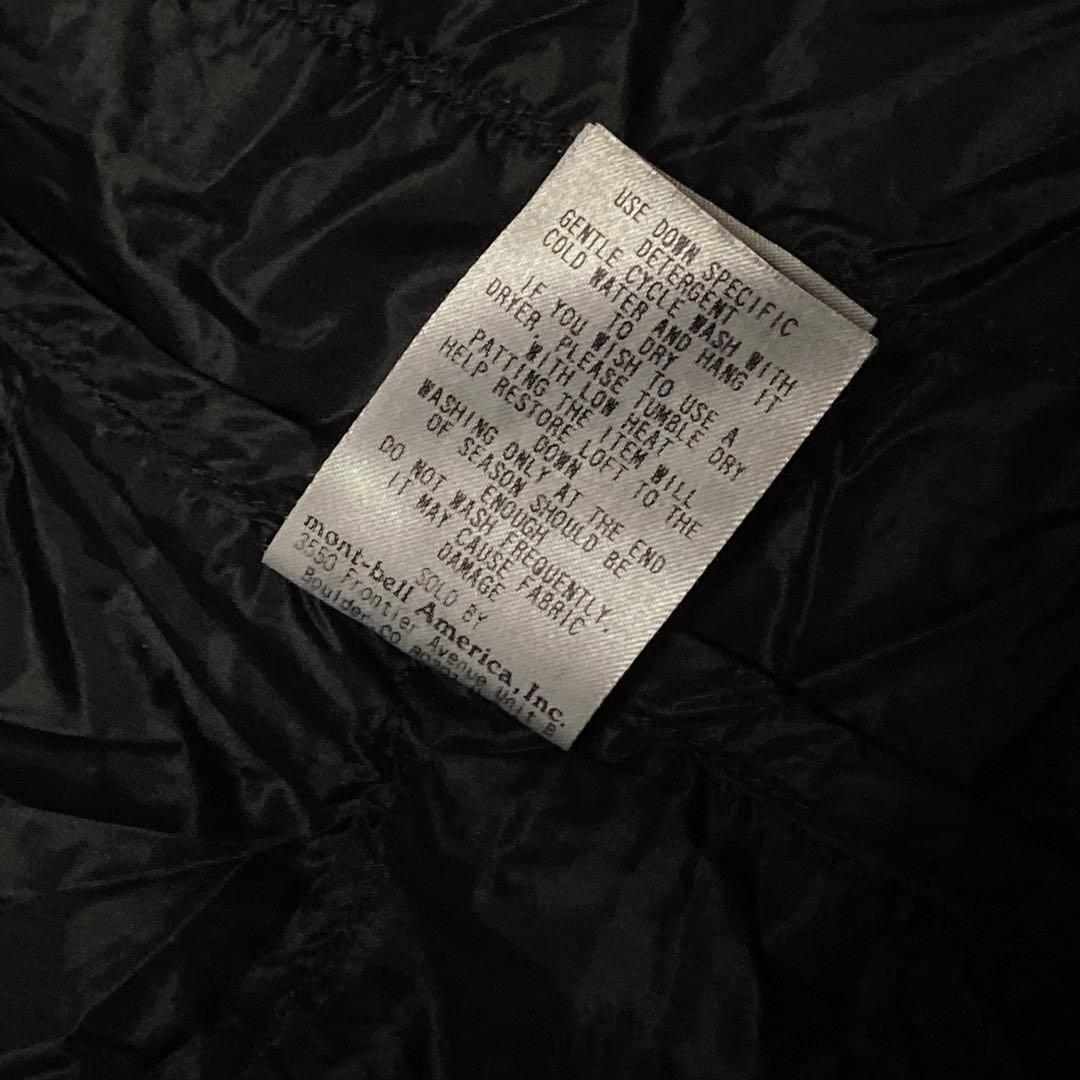 USE DOWN SPECIFIC
DETERGENT
GENTLE CYCLE WASH WITH
COLD WATER AND HANG IT
TO DRY
IF YOU WISH TO USE A
DRYER, PLEASE TUMBLE DRY
WITH LOW HEAT
PATTING THE ITEM WILL
HELP RESTORE LOFT TO THE
DOWN
WASHING ONLY AT THE END
OF SEASON SHOULD BE
ENOUGH
DO NOT WASH FREQUENTLY.
IT MAY CAUSE FABRIC
DAMAGE
SOLD BY
mont-bell America, Inc.
3550 Frontier Avenue Unit B
Boulder, CO